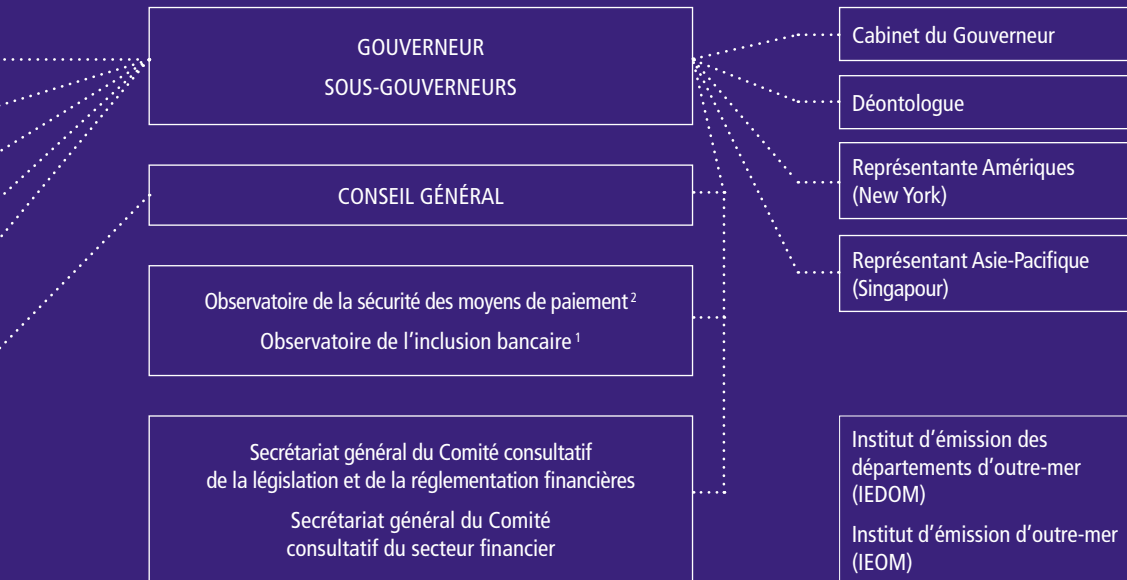 GOUVERNEUR
SOUS-GOUVERNEURS
CONSEIL GÉNÉRAL
Observatoire de la sécurité des moyens de paiement ²
Observatoire de l’inclusion bancaire ¹
Secrétariat général du Comité consultatif
de la législation et de la réglementation financières
Secrétariat général du Comité
consultatif du secteur financier
Cabinet du Gouverneur
Déontologue
Représentante Amériques
(New York)
Représentant Asie-Pacifique
(Singapour)
Institut d’émission des
départements d’outre-mer
(IEDOM)
Institut d’émission d’outre-mer
(IEOM)